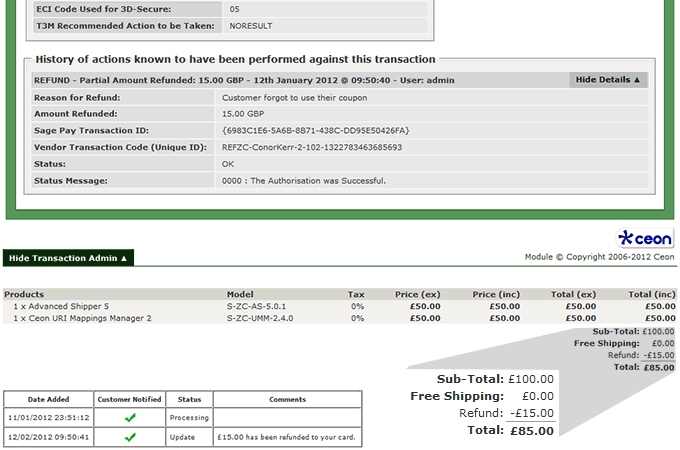 ECI Code Used for 3D-Secure: 05
T3M Recommended Action to be Taken: NORESULT
History of actions known to have been performed against this transaction
REFUND - Partial Amount Refunded: 15.00 GBP - 12th January 2012 @ 09:50:40 - User: admin Hide Details ▲
Reason for Refund: Customer forgot to use their coupon
Amount Refunded: 15.00 GBP
Sage Pay Transaction ID: {6983C1E6-5A6B-8B71-438C-DD95E50426FA}
Vendor Transaction Code (Unique ID): REFZC-ConorKerr-2-102-1322783463685693
Status: OK
Status Message: 0000 : The Authorisation was Successful.
ceon
Hide Transaction Admin ▲ Module © Copyright 2006-2012 Ceon
Products Model Tax Price (ex) Price (inc) Total (ex) Total (inc)
1 x Advanced Shipper 5 S-ZC-AS-5.0.1 0% £50.00 £50.00 £50.00 £50.00
1 x Ceon URI Mappings Manager 2 S-ZC-UMM-2.4.0 0% £50.00 £50.00 £50.00 £50.00
Sub-Total: £100.00
Free Shipping: £0.00
Refund: -£15.00
Total: £85.00
Sub-Total: £100.00
Free Shipping: £0.00
Refund: -£15.00
Total: £85.00
Date Added Customer Notified Status Comments
11/01/2012 23:51:12 Processing
12/02/2012 09:50:41 Update £15.00 has been refunded to your card.